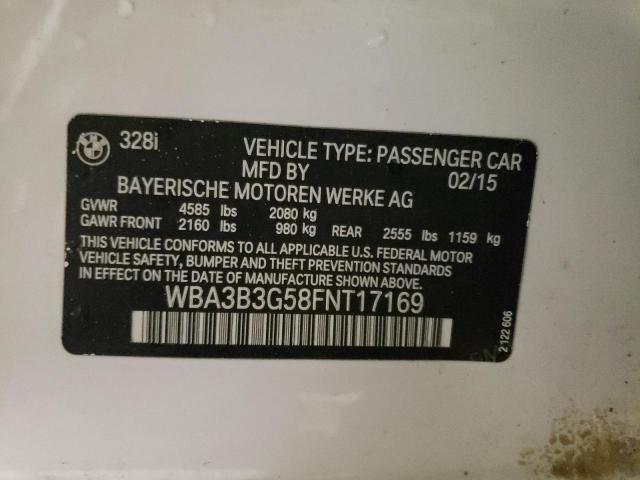 BMW 328i
VEHICLE TYPE: PASSENGER CAR
MFD BY 02/15
BAYERISCHE MOTOREN WERKE AG
GVWR 4585 lbs 2080 kg
GAWR FRONT 2160 lbs 980 kg REAR 2555 lbs 1159 kg
THIS VEHICLE CONFORMS TO ALL APPLICABLE U.S. FEDERAL MOTOR
VEHICLE SAFETY, BUMPER AND THEFT PREVENTION STANDARDS
IN EFFECT ON THE DATE OF MANUFACTURE SHOWN ABOVE.
WBA3B3G58FNT17169
2 122 606